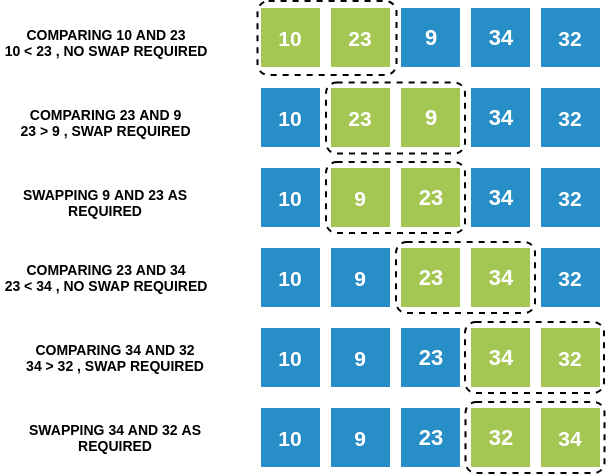 COMPARING 10 AND 23
10 < 23 , NO SWAP REQUIRED
10 23 9 34 32
COMPARING 23 AND 9
23 > 9 , SWAP REQUIRED
10 23 9 34 32
SWAPPING 9 AND 23 AS
REQUIRED
10 9 23 34 32
COMPARING 23 AND 34
23 < 34 , NO SWAP REQUIRED
10 9 23 34 32
COMPARING 34 AND 32
34 > 32 , SWAP REQUIRED
10 9 23 34 32
SWAPPING 34 AND 32 AS
REQUIRED
10 9 23 32 34